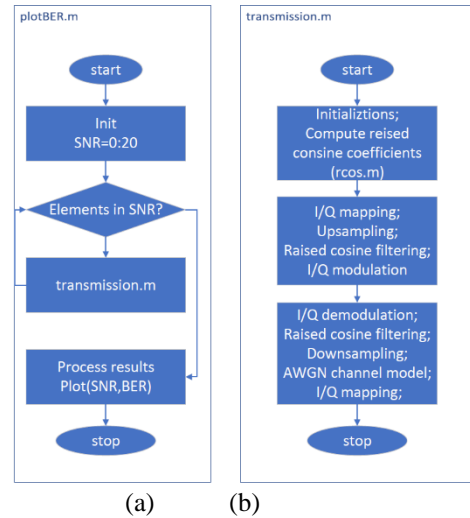 plotBER.m
start
Init
SNR=0:20
Elements in SNR?
transmission.m
Process results
Plot(SNR,BER)
stop
(a)
transmission.m
start
Initializtions;
Compute reised
consine coefficients
(rcos.m)
I/Q mapping;
Upsampling;
Raised cosine filtering;
I/Q modulation
I/Q demodulation;
Raised cosine filtering;
Downsampling;
AWGN channel model;
I/Q mapping;
stop
(b)